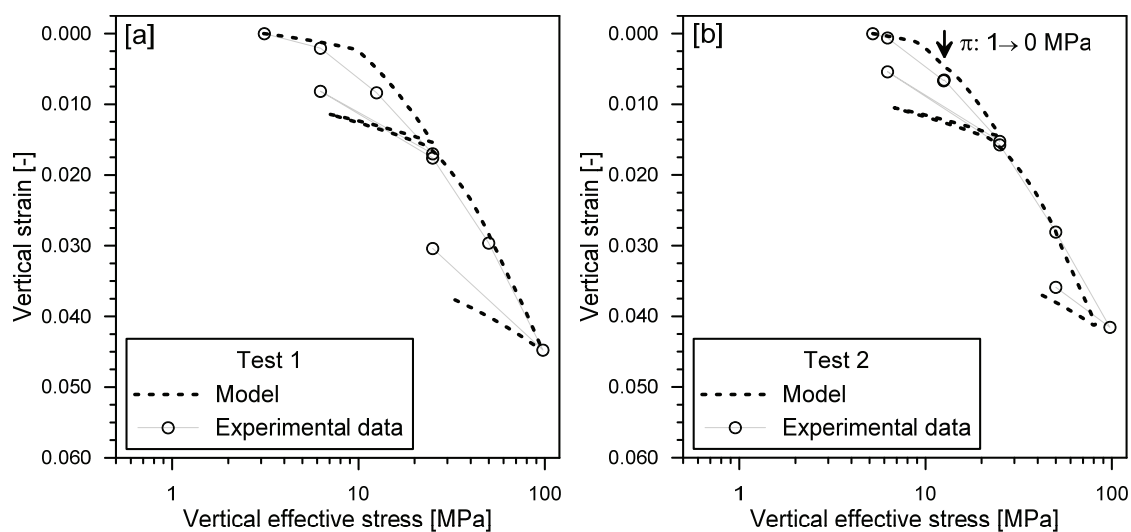 [a]
0.000
0.010
0.020
0.030
0.040
0.050
0.060
Vertical strain [-]
Test 1
Model
Experimental data
1
10
100
Vertical effective stress [MPa]
[b]
π: 1→ 0 MPa
0.000
0.010
0.020
0.030
0.040
0.050
0.060
Vertical strain [-]
Test 2
Model
Experimental data
1
10
100
Vertical effective stress [MPa]